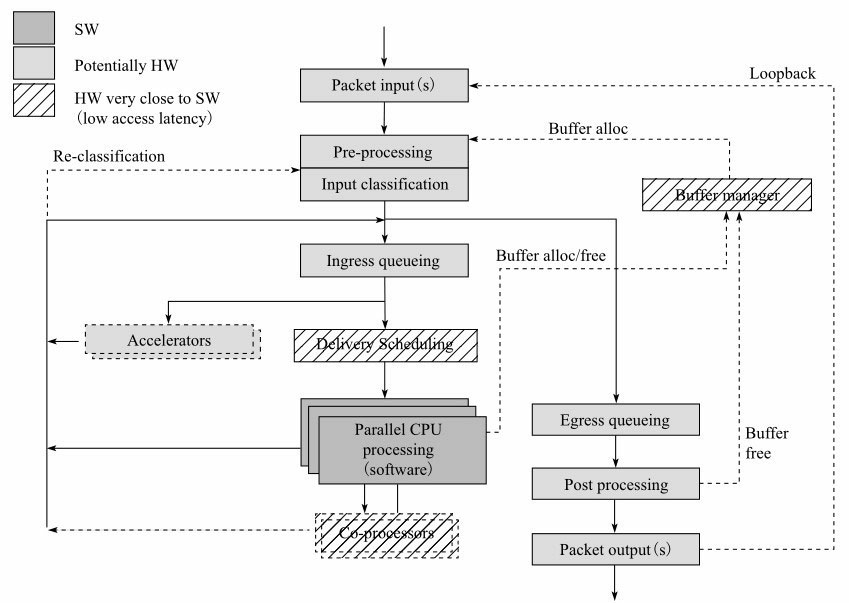 SW
Potentially HW
HW very close to SW
(low access latency)
Packet input(s)
Loopback
Buffer alloc
Pre-processing
Re-classification
Input classification
Buffer manager
Ingress queueing
Buffer alloc/free
Accelerators
Delivery Scheduling
Parallel CPU
processing
(software)
Egress queueing
Buffer
free
Post processing
Co-processors
Packet output(s)